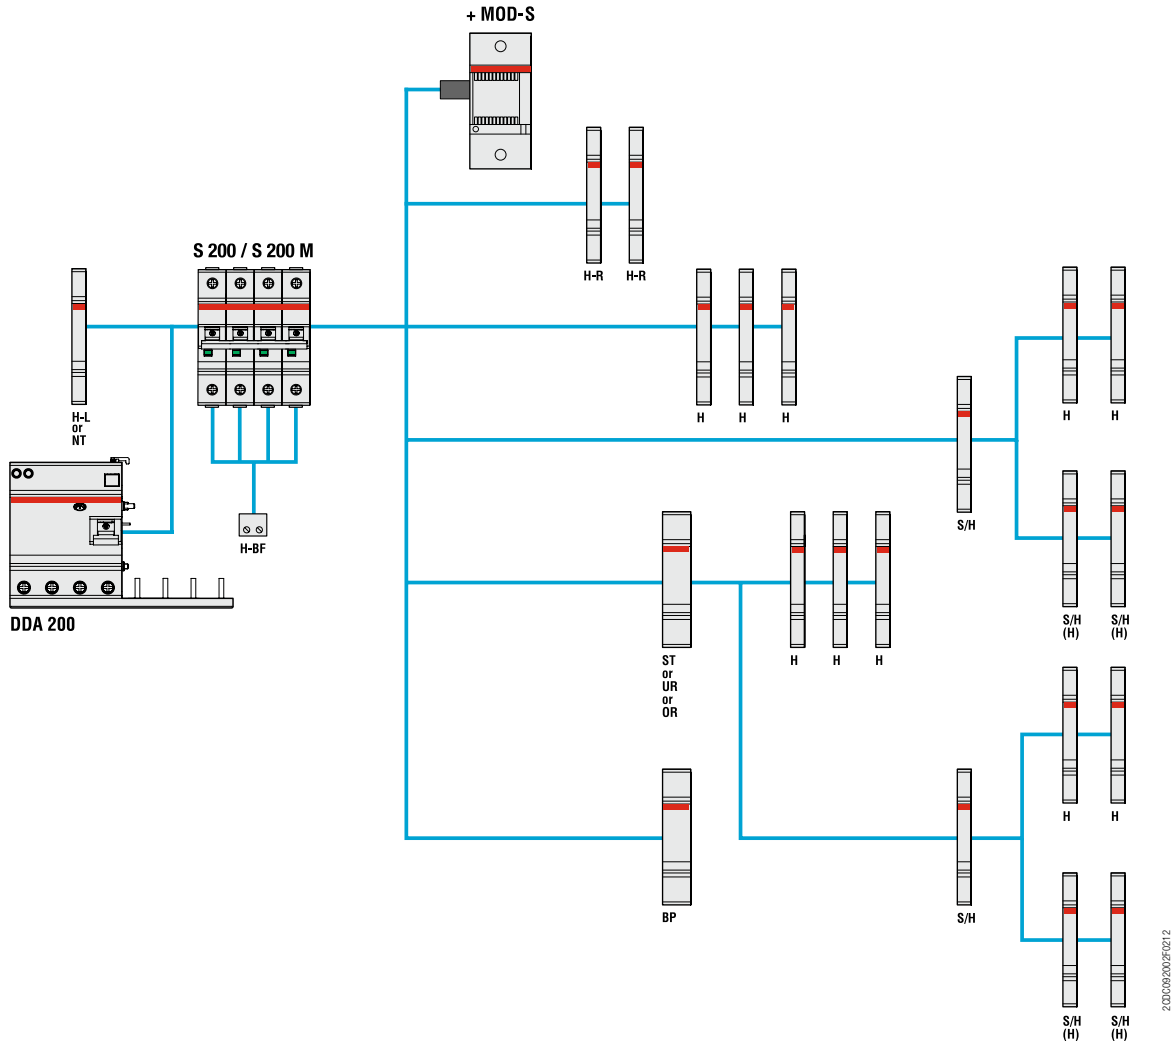 + MOD-S
H-R
H-R
S 200 / S 200 M
H-L
or
NT
H
H
H
H
H
S/H
H-BF
DDA 200
S/H
(H)
S/H
(H)
ST
or
UR
or
OR
H
H
H
H
H
BP
S/H
S/H
(H)
S/H
(H)
2CDC092002F0212